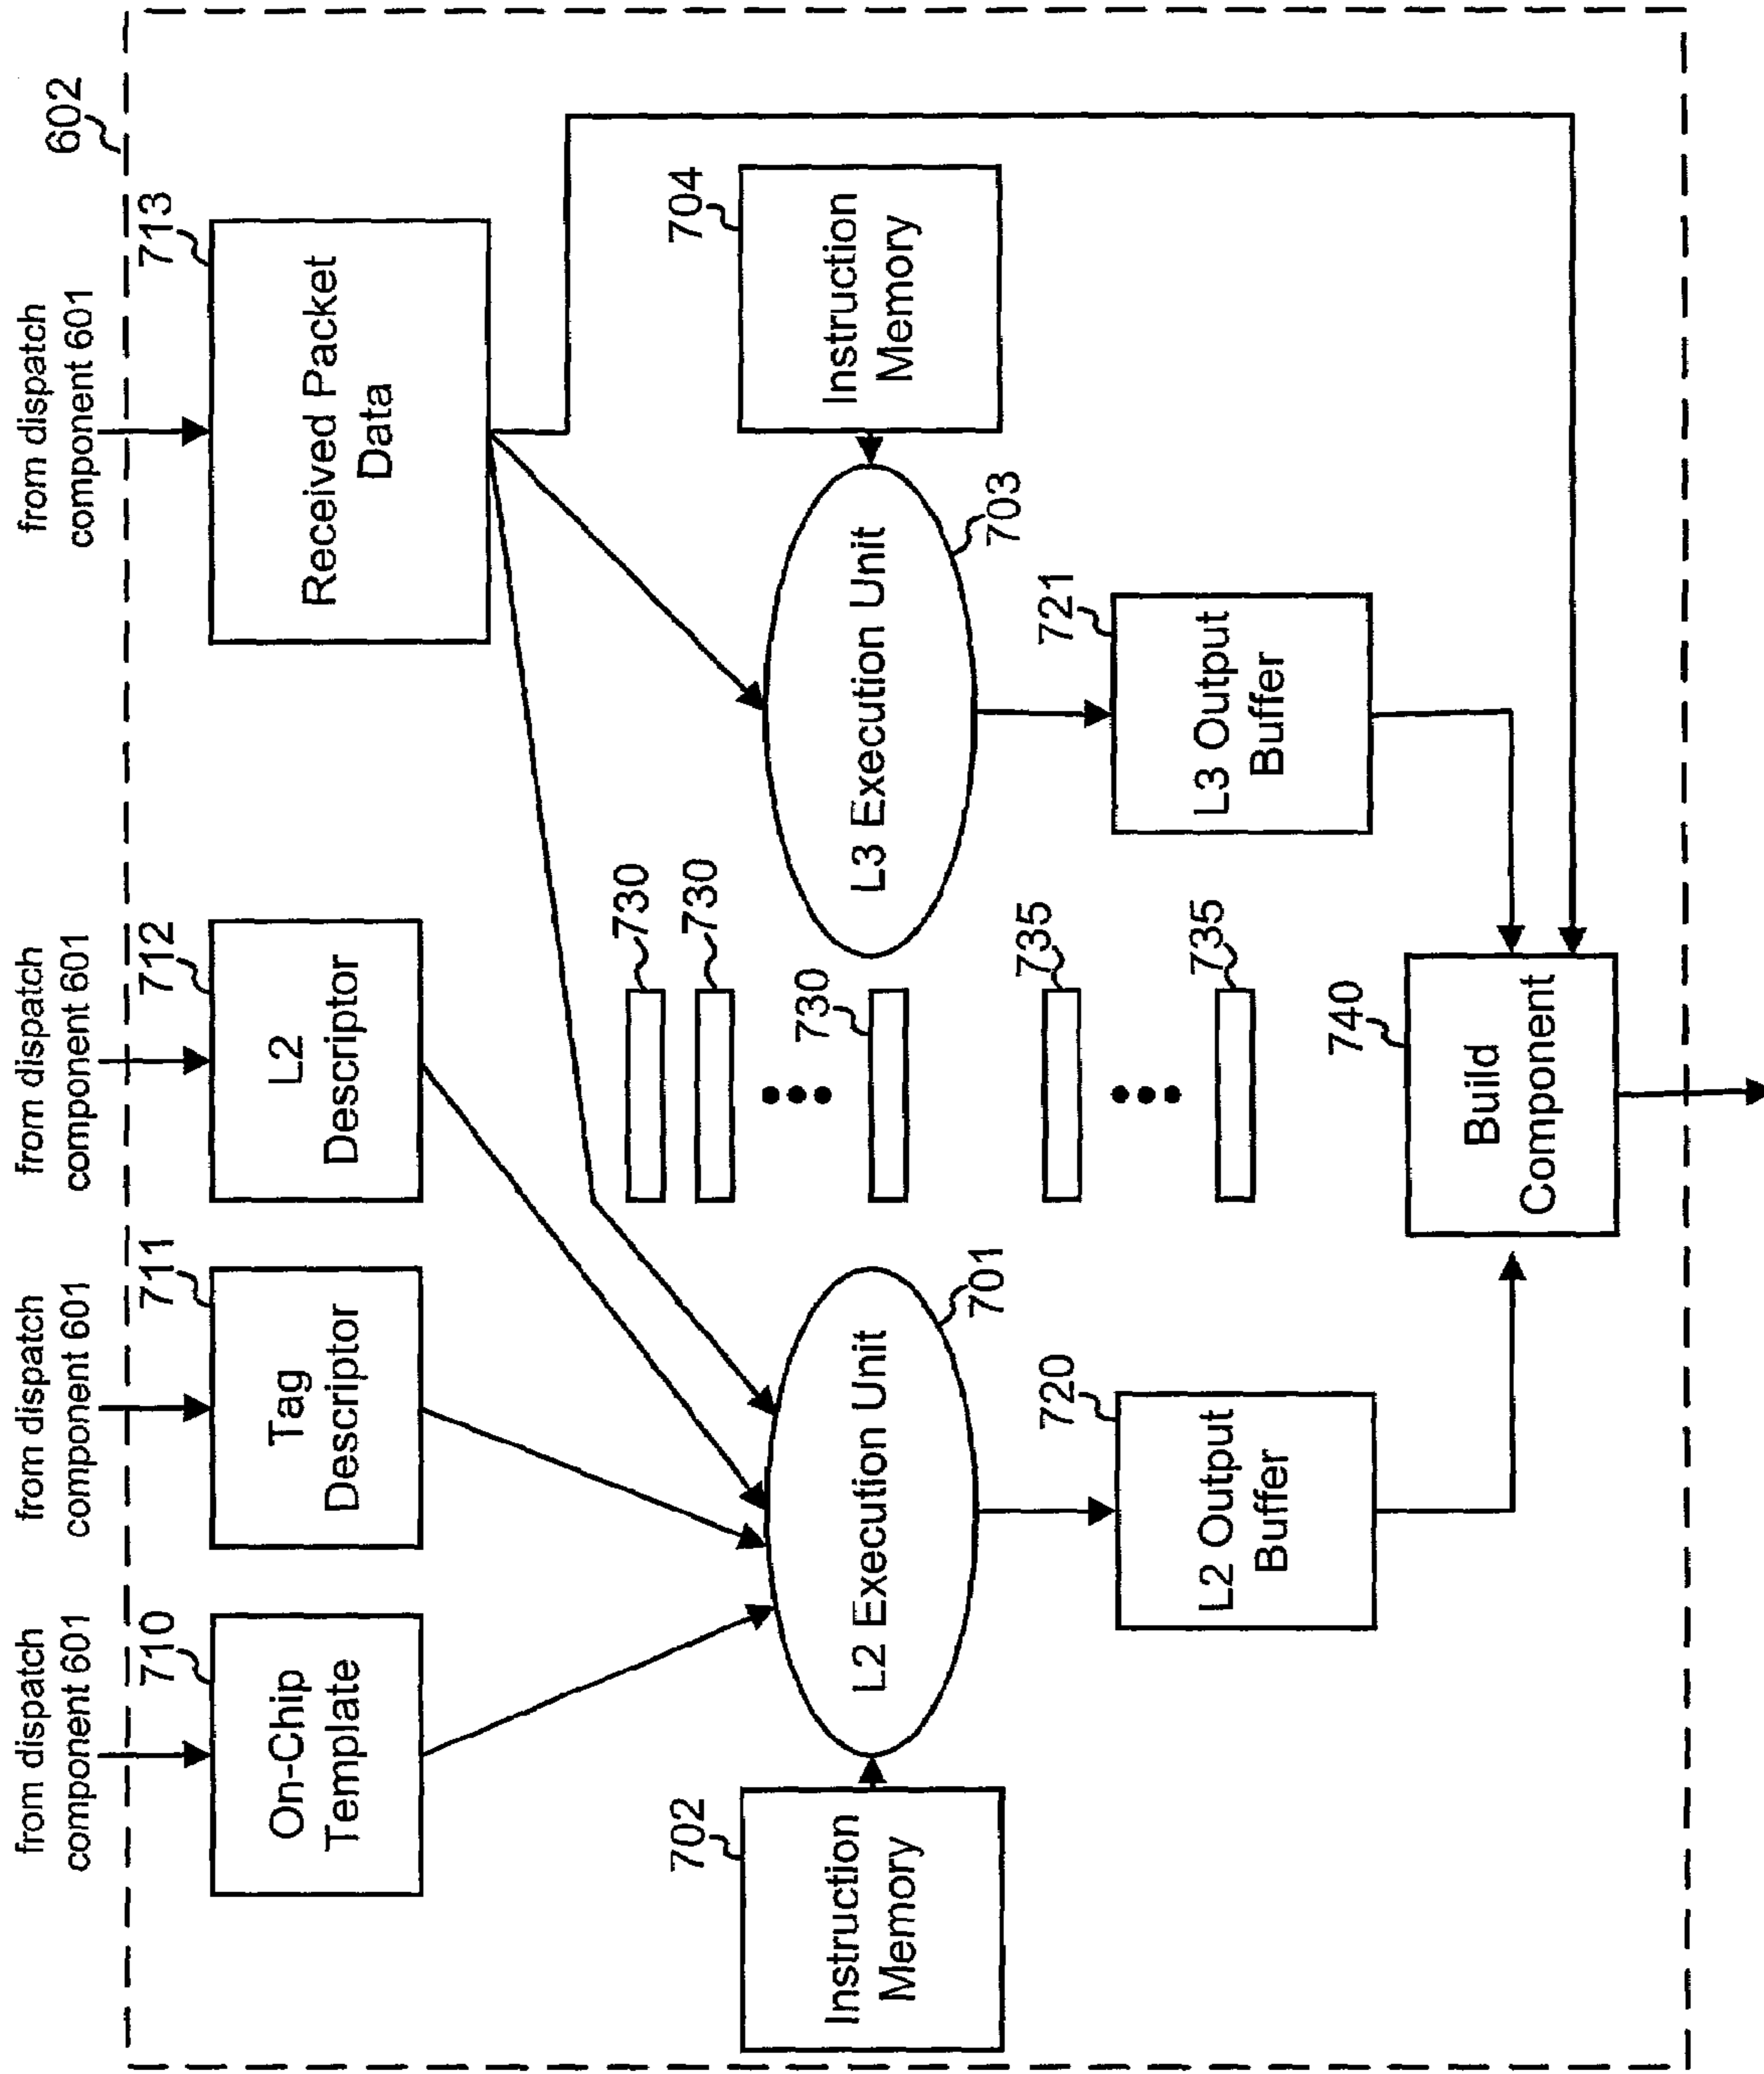 from dispatch
component 601
from dispatch
component 601
from dispatch
component 601
from dispatch
component 601
602
710
On-Chip
Template
711
Tag
Descriptor
712
L2
Descriptor
713
Received Packet
Data
702
Instruction
Memory
L2 Execution Unit
701
730
730
730
735
735
L3 Execution Unit
703
704
Instruction
Memory
720
L2 Output
Buffer
721
L3 Output
Buffer
740
Build
Component